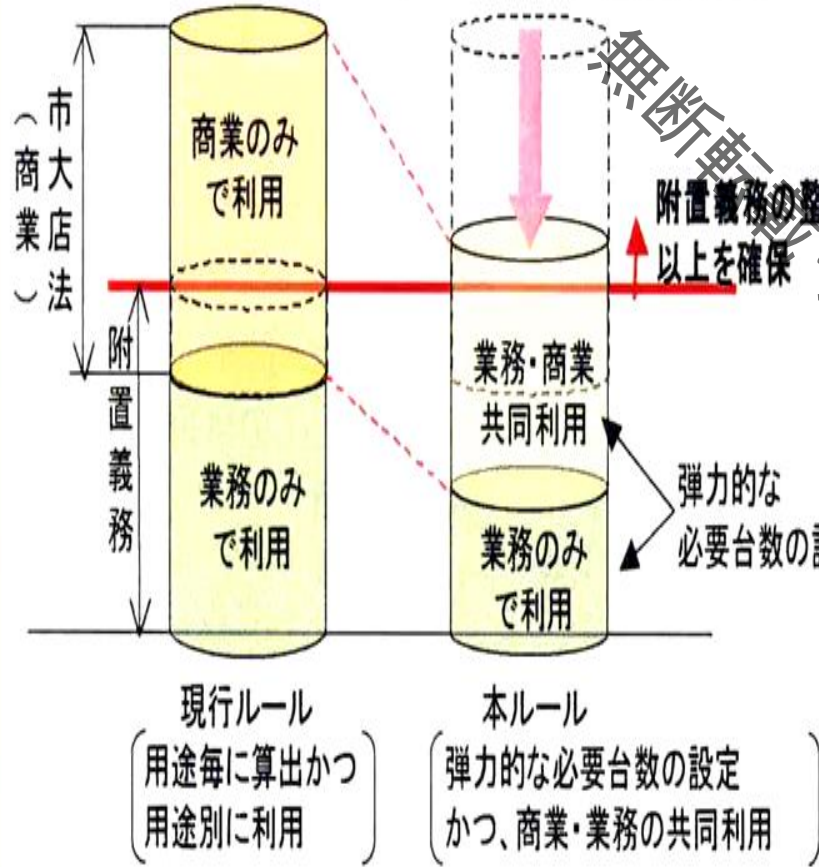 市大店法
（商業）
附置義務
商業のみ
で利用
業務のみ
で利用
無断転載
附置義務の整
以上を確保
業務・商業
共同利用
業務のみ
で利用
弾力的な
必要台数の
現行ルール
用途毎に算出かつ
用途別に利用
本ルール
弾力的な必要台数の設定
かつ、商業・業務の共同利用